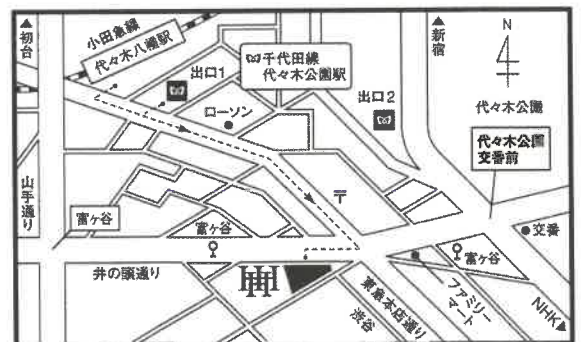 ▲初台
小田急線
代々木八幡駅
千代田線
代々木公園駅
▲新宿
N
出口1
ローソン
出口2
代々木公園
代々木公園
交番前
山手通り
富ヶ谷
富ヶ谷
〒
交番
富ヶ谷
井の頭通り
東急本店通り
渋谷
ファミリー
マート
NHK▲